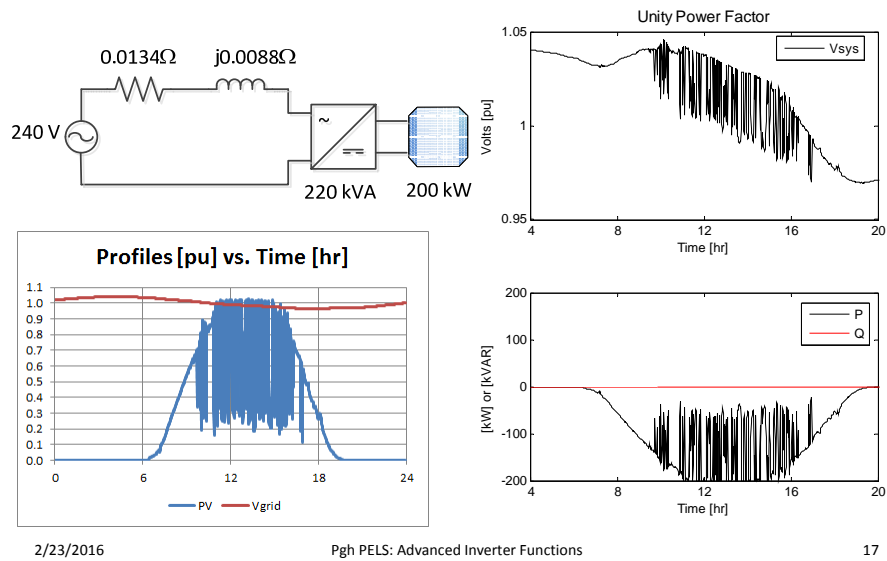 0.0134Ω
j0.0088Ω
240 V
~
220 kVA
200 kW
Unity Power Factor
Vsys
Volts [pu]
1.05
1
0.95
4
8
12
16
20
Time [hr]
Profiles [pu] vs. Time [hr]
1.1
1.0
0.9
0.8
0.7
0.6
0.5
0.4
0.3
0.2
0.1
0.0
0
6
12
18
24
PV
Vgrid
P
Q
[kW] or [kVAR]
200
100
0
-100
-200
4
8
12
16
20
Time [hr]
2/23/2016
Pgh PELS: Advanced Inverter Functions
17